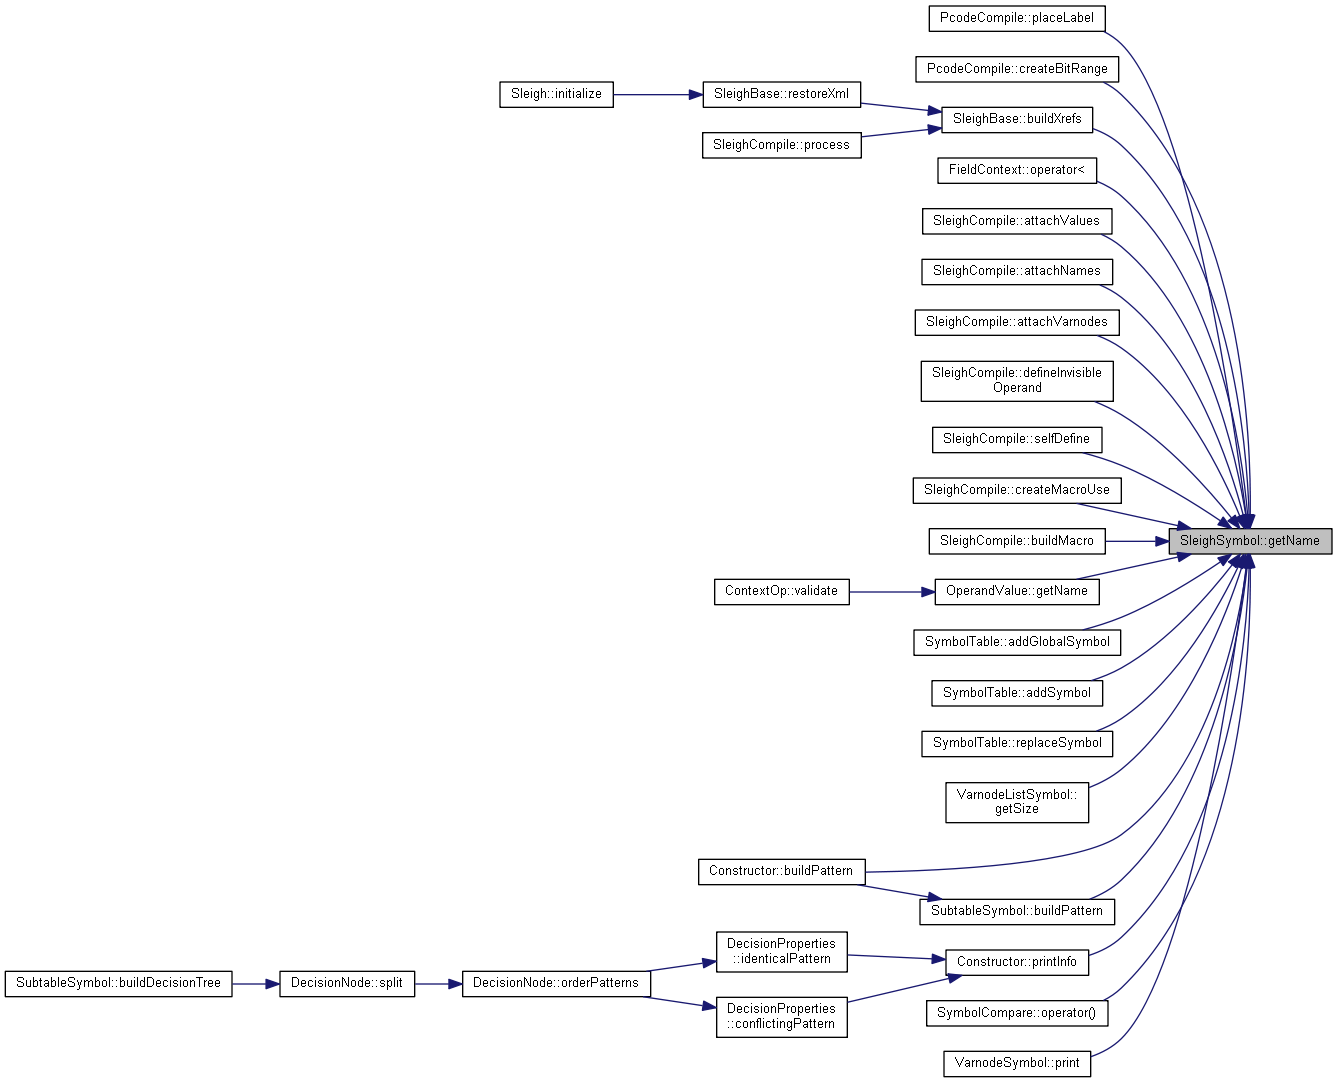 PcodeCompile::placeLabel
PcodeCompile::createBitRange
Sleigh::initialize
SleighBase::restoreXml
SleighBase::buildXrefs
SleighCompile::process
FieldContext::operator<
SleighCompile::attachValues
SleighCompile::attachNames
SleighCompile::attachVarnodes
SleighCompile::defineInvisible
Operand
SleighCompile::selfDefine
SleighCompile::createMacroUse
SleighCompile::buildMacro
SleighSymbol::getName
ContextOp::validate
OperandValue::getName
SymbolTable::addGlobalSymbol
SymbolTable::addSymbol
SymbolTable::replaceSymbol
VarnodeListSymbol::
getSize
Constructor::buildPattern
SubtableSymbol::buildPattern
DecisionProperties
::identicalPattern
Constructor::printInfo
SubtableSymbol::buildDecisionTree
DecisionNode::split
DecisionNode::orderPatterns
DecisionProperties
::conflictingPattern
SymbolCompare::operator()
VarnodeSymbol::print